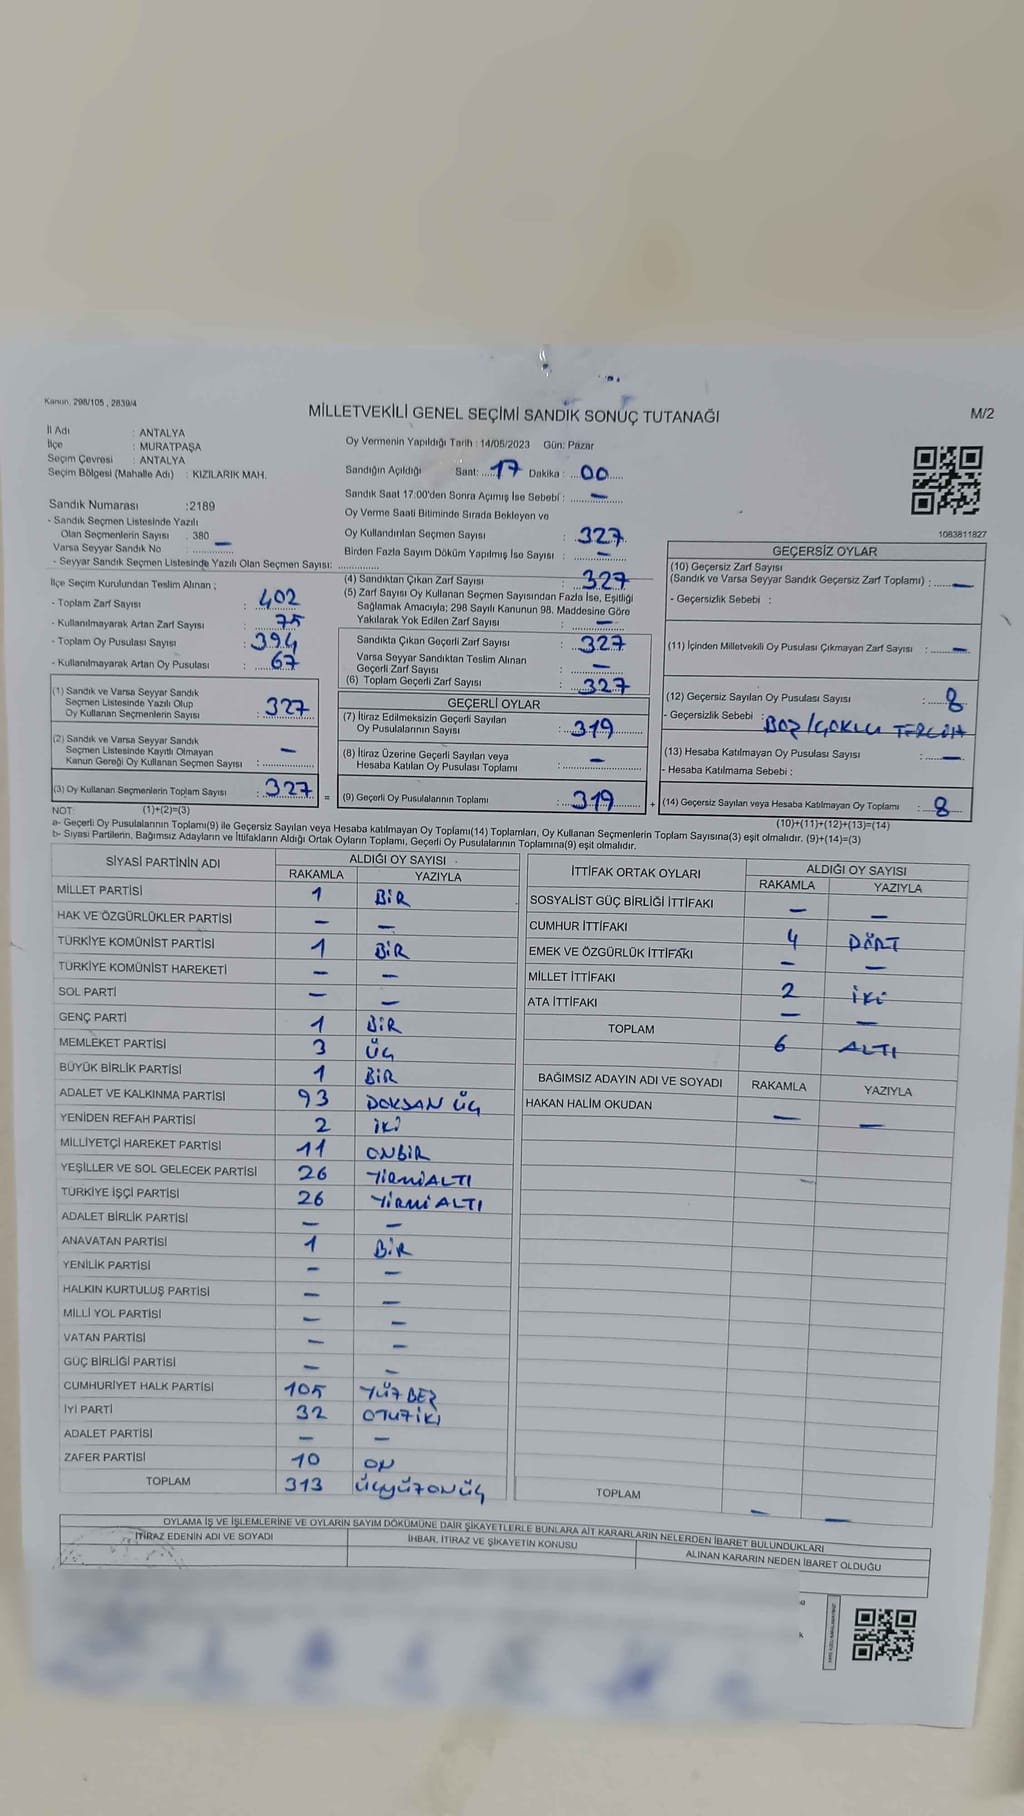 Kanun, 298/105 , 2839/4
MİLLETVEKİLİ GENEL SEÇİMİ SANDIK SONUÇ TUTANAĞI
M/2
İl Adı : ANTALYA
İlçe : MURATPAŞA
Seçim Çevresi : ANTALYA
Seçim Bölgesi (Mahalle Adı) : KIZILARIK MAH.
Sandık Numarası :2189
- Sandık Seçmen Listesinde Yazılı
Olan Seçmenlerin Sayısı : 380
Varsa Seyyar Sandık No : —
- Seyyar Sandık Seçmen Listesinde Yazılı Olan Seçmen Sayısı:
İlçe Seçim Kurulundan Teslim Alınan ;
- Toplam Zarf Sayısı : 402
- Kullanılmayarak Artan Zarf Sayısı : 75
- Toplam Oy Pusulası Sayısı : 394
- Kullanılmayarak Artan Oy Pusulası : 67
(1) Sandık ve Varsa Seyyar Sandık
Seçmen Listesinde Yazılı Olup
Oy Kullanan Seçmenlerin Sayısı : 327
(2) Sandık ve Varsa Seyyar Sandık
Seçmen Listesinde Kayıtlı Olmayan
Kanun Gereği Oy Kullanan Seçmen Sayısı : —
(3) Oy Kullanan Seçmenlerin Toplam Sayısı : 327
Oy Vermenin Yapıldığı Tarih : 14/05/2023 Gün: Pazar
Sandığın Açıldığı Saat: 17 Dakika : 00
Sandık Saat 17:00'den Sonra Açımış İse Sebebi : —
Oy Verme Saati Bitiminde Sırada Bekleyen ve
Oy Kullandırılan Seçmen Sayısı : 327
Birden Fazla Sayım Döküm Yapılmış İse Sayısı : —
(4) Sandıktan Çıkan Zarf Sayısı : 327
(5) Zarf Sayısı Oy Kullanan Seçmen Sayısından Fazla İse, Eşitliği
Sağlamak Amacıyla; 298 Sayılı Kanunun 98. Maddesine Göre
Yakılarak Yok Edilen Zarf Sayısı : —
Sandıkta Çıkan Geçerli Zarf Sayısı : 327
Varsa Seyyar Sandıktan Teslim Alınan
Geçerli Zarf Sayısı : —
(6) Toplam Geçerli Zarf Sayısı : 327
GEÇERLİ OYLAR
(7) İtiraz Edilmeksizin Geçerli Sayılan
Oy Pusulalarının Sayısı : 319
(8) İtiraz Üzerine Geçerli Sayılan veya
Hesaba Katılan Oy Pusulası Toplamı : —
= (9) Geçerli Oy Pusulalarının Toplamı : 319
1083811827
GEÇERSİZ OYLAR
(10) Geçersiz Zarf Sayısı
(Sandık ve Varsa Seyyar Sandık Geçersiz Zarf Toplamı) : —
- Geçersizlik Sebebi :
(11) İçinden Milletvekili Oy Pusulası Çıkmayan Zarf Sayısı : —
(12) Geçersiz Sayılan Oy Pusulası Sayısı : 8
- Geçersizlik Sebebi : BOŞ/ÇOKLU TERCİH
(13) Hesaba Katılmayan Oy Pusulası Sayısı : —
- Hesaba Katılmama Sebebi :
+ (14) Geçersiz Sayılan veya Hesaba Katılmayan Oy Toplamı : 8
NOT: (1)+(2)=(3)
(10)+(11)+(12)+(13)=(14)
a- Geçerli Oy Pusulalarının Toplamı(9) ile Geçersiz Sayılan veya Hesaba katılmayan Oy Toplamı(14) Toplamları, Oy Kullanan Seçmenlerin Toplam Sayısına(3) eşit olmalıdır. (9)+(14)=(3)
b- Siyasi Partilerin, Bağımsız Adayların ve İttifakların Aldığı Ortak Oyların Toplamı, Geçerli Oy Pusulalarının Toplamına(9) eşit olmalıdır.
SİYASİ PARTİNİN ADI ALDIĞI OY SAYISI
RAKAMLA YAZIYLA
MİLLET PARTİSİ 1 BİR
HAK VE ÖZGÜRLÜKLER PARTİSİ — —
TÜRKİYE KOMÜNİST PARTİSİ 1 BİR
TÜRKİYE KOMÜNİST HAREKETİ — —
SOL PARTİ — —
GENÇ PARTİ 1 BİR
MEMLEKET PARTİSİ 3 ÜÇ
BÜYÜK BİRLİK PARTİSİ 1 BİR
ADALET VE KALKINMA PARTİSİ 93 DOKSAN ÜÇ
YENİDEN REFAH PARTİSİ 2 İKİ
MİLLİYETÇİ HAREKET PARTİSİ 11 ONBİR
YEŞİLLER VE SOL GELECEK PARTİSİ 26 YİRMİALTI
TÜRKİYE İŞÇİ PARTİSİ 26 YİRMİALTI
ADALET BİRLİK PARTİSİ — —
ANAVATAN PARTİSİ 1 BİR
YENİLİK PARTİSİ — —
HALKIN KURTULUŞ PARTİSİ — —
MİLLİ YOL PARTİSİ — —
VATAN PARTİSİ — —
GÜÇ BİRLİĞİ PARTİSİ — —
CUMHURİYET HALK PARTİSİ 105 YÜZBEŞ
İYİ PARTİ 32 OTUZİKİ
ADALET PARTİSİ — —
ZAFER PARTİSİ 10 ON
TOPLAM 313 ÜÇYÜZONÜÇ
İTTİFAK ORTAK OYLARI ALDIĞI OY SAYISI
RAKAMLA YAZIYLA
SOSYALİST GÜÇ BİRLİĞİ İTTİFAKI — —
CUMHUR İTTİFAKI 4 DÖRT
EMEK VE ÖZGÜRLÜK İTTİFAKI — —
MİLLET İTTİFAKI 2 İKİ
ATA İTTİFAKI — —
TOPLAM 6 ALTI
BAĞIMSIZ ADAYIN ADI VE SOYADI RAKAMLA YAZIYLA
HAKAN HALİM OKUDAN — —
TOPLAM — —
OYLAMA İŞ VE İŞLEMLERİNE VE OYLARIN SAYIM DÖKÜMÜNE DAİR ŞİKAYETLERLE BUNLARA AİT KARARLARIN NELERDEN İBARET BULUNDUKLARI
İTİRAZ EDENİN ADI VE SOYADI İHBAR, İTİRAZ VE ŞİKAYETİN KONUSU ALINAN KARARIN NEDEN İBARET OLDUĞU